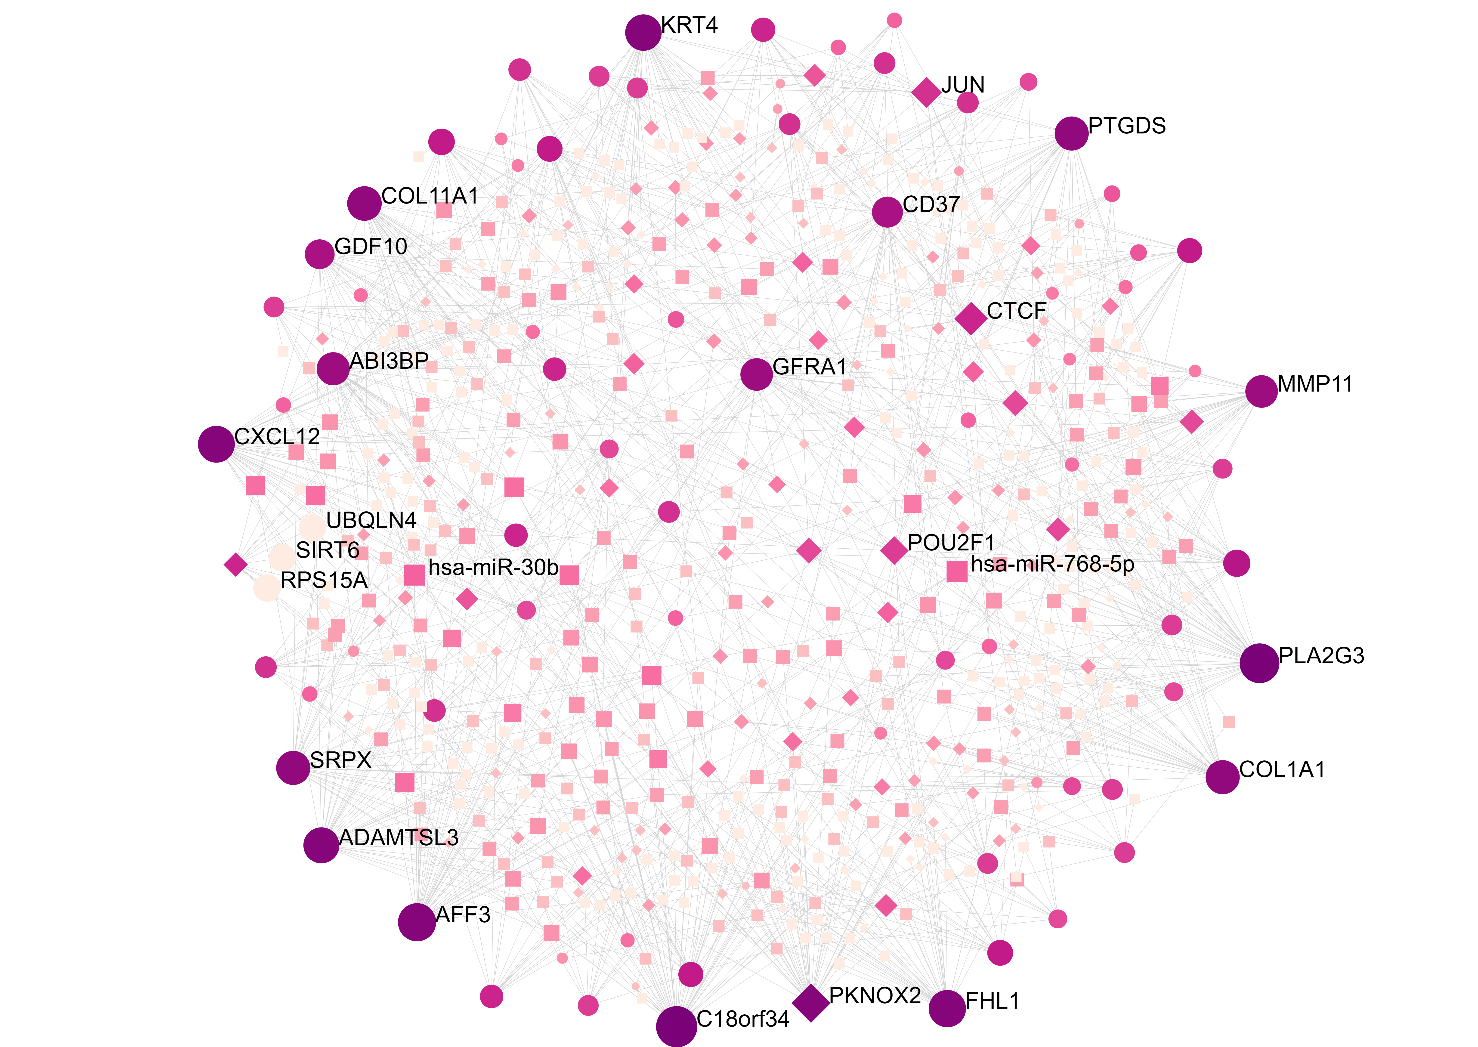 KRT4
JUN
PTGDS
COL11A1
CD37
GDF10
CTCF
ABI3BP
GFRA1
MMP11
CXCL12
UBQLN4
POU2F1
SIRT6
hsa-miR-30b
hsa-miR-768-5p
RPS15A
PLA2G3
SRPX
COL1A1
ADAMTSL3
AFF3
PKNOX2
FHL1
C18orf34